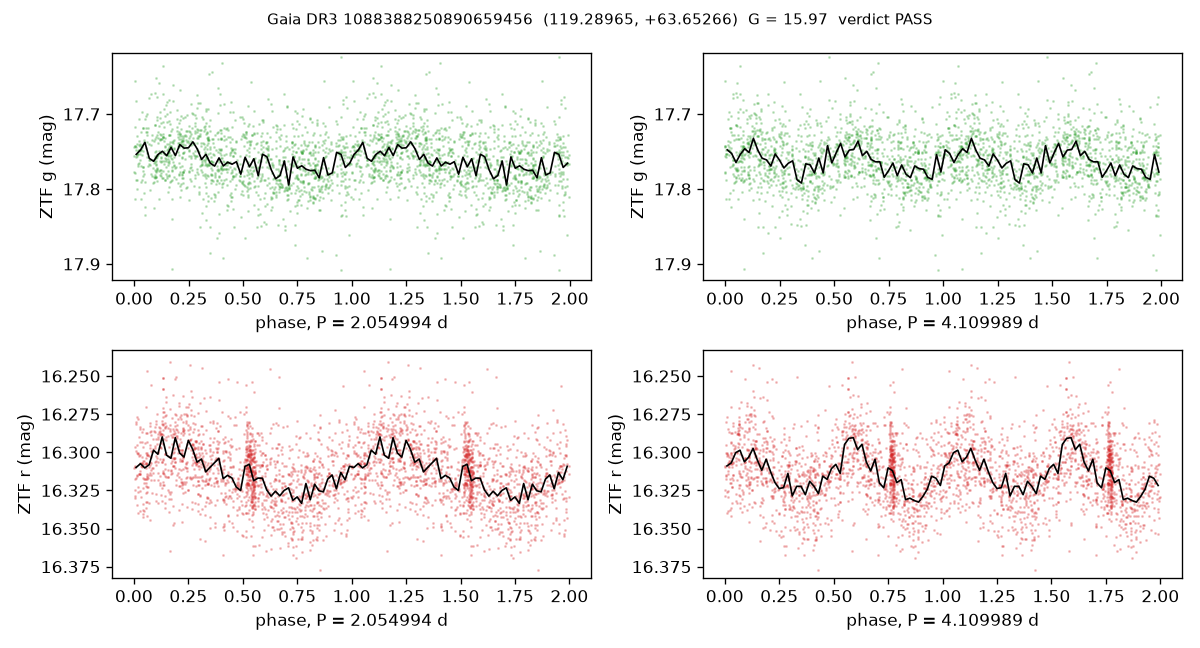 Gaia DR3 1088388250890659456 (119.28965, +63.65266) G = 15.97 verdict PASS
ZTF g (mag)
17.7
17.8
17.9
0.00 0.25 0.50 0.75 1.00 1.25 1.50 1.75 2.00
phase, P = 2.054994 d
ZTF g (mag)
17.7
17.8
17.9
0.00 0.25 0.50 0.75 1.00 1.25 1.50 1.75 2.00
phase, P = 4.109989 d
ZTF r (mag)
16.250
16.275
16.300
16.325
16.350
16.375
0.00 0.25 0.50 0.75 1.00 1.25 1.50 1.75 2.00
phase, P = 2.054994 d
ZTF r (mag)
16.250
16.275
16.300
16.325
16.350
16.375
0.00 0.25 0.50 0.75 1.00 1.25 1.50 1.75 2.00
phase, P = 4.109989 d